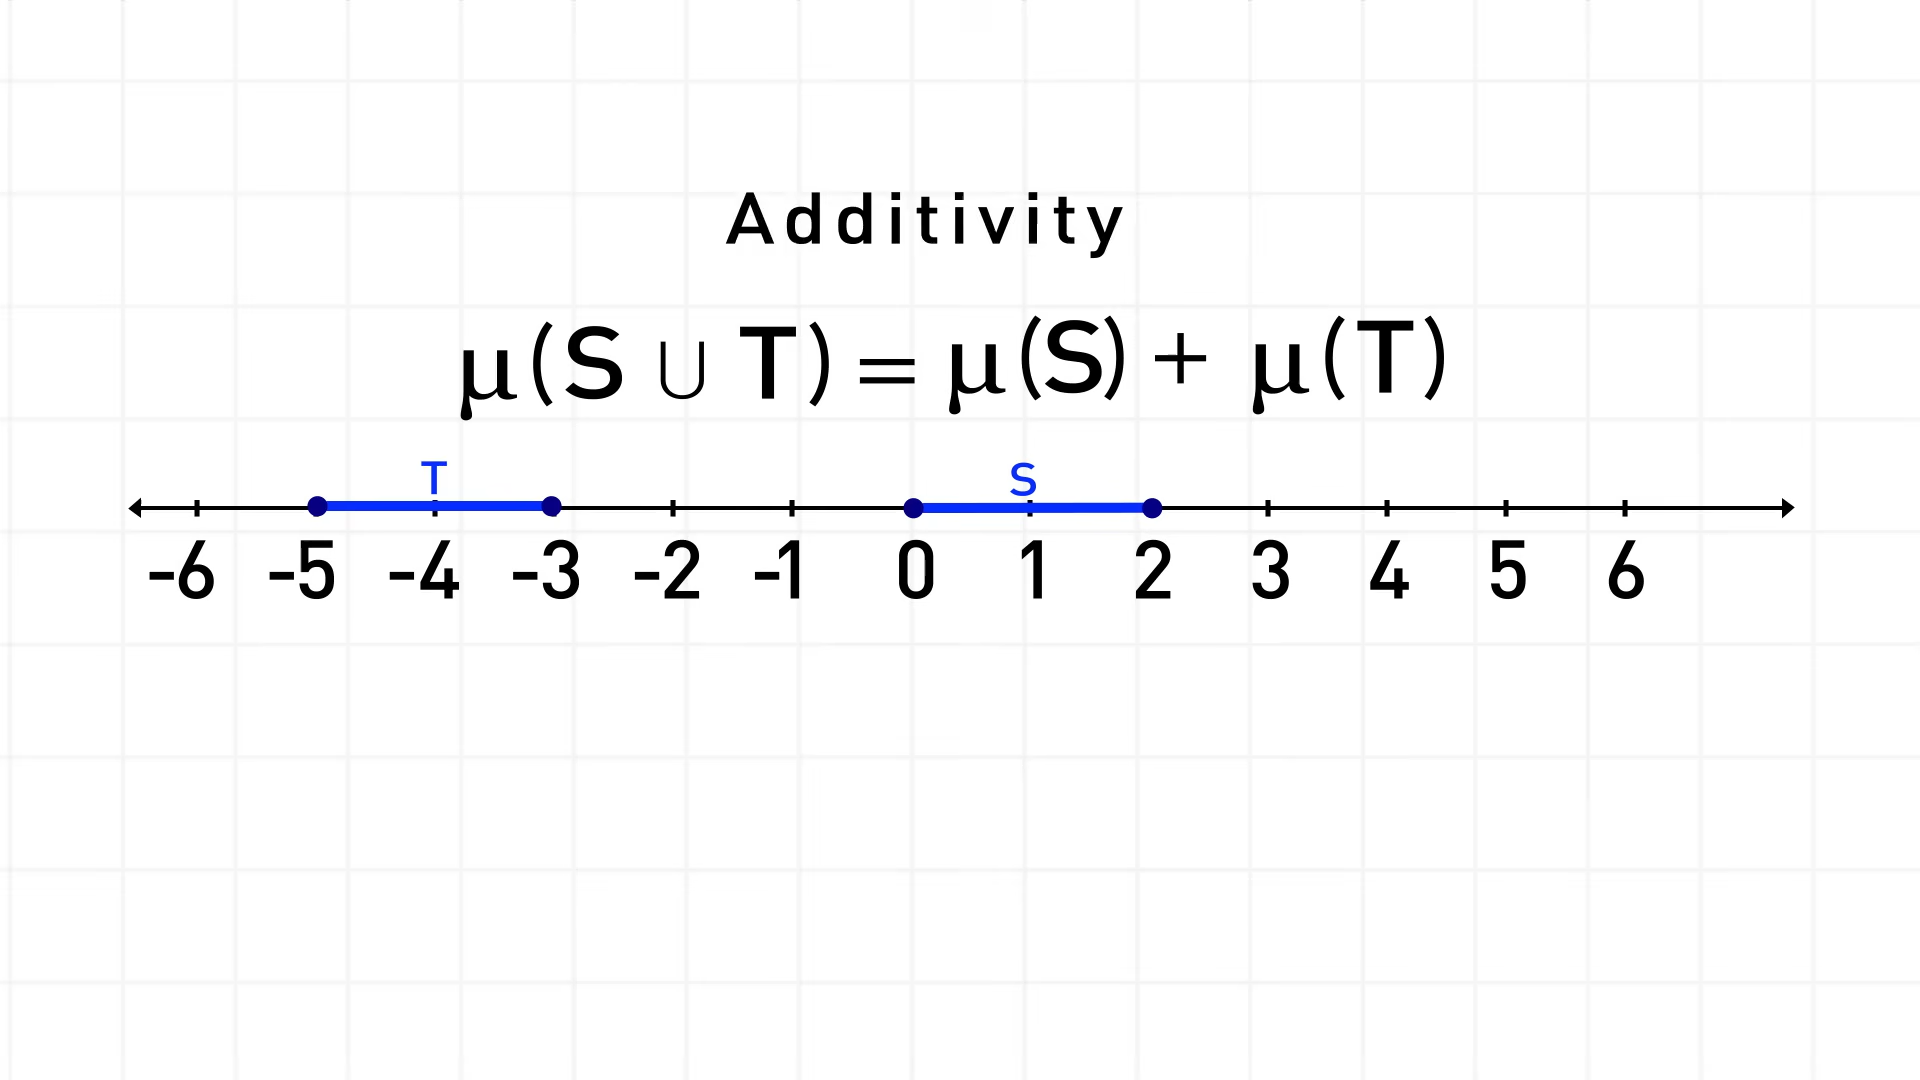 Additivity
μ(S ∪ T) = μ(S) + μ(T)
T S
-6 -5 -4 -3 -2 -1 0 1 2 3 4 5 6